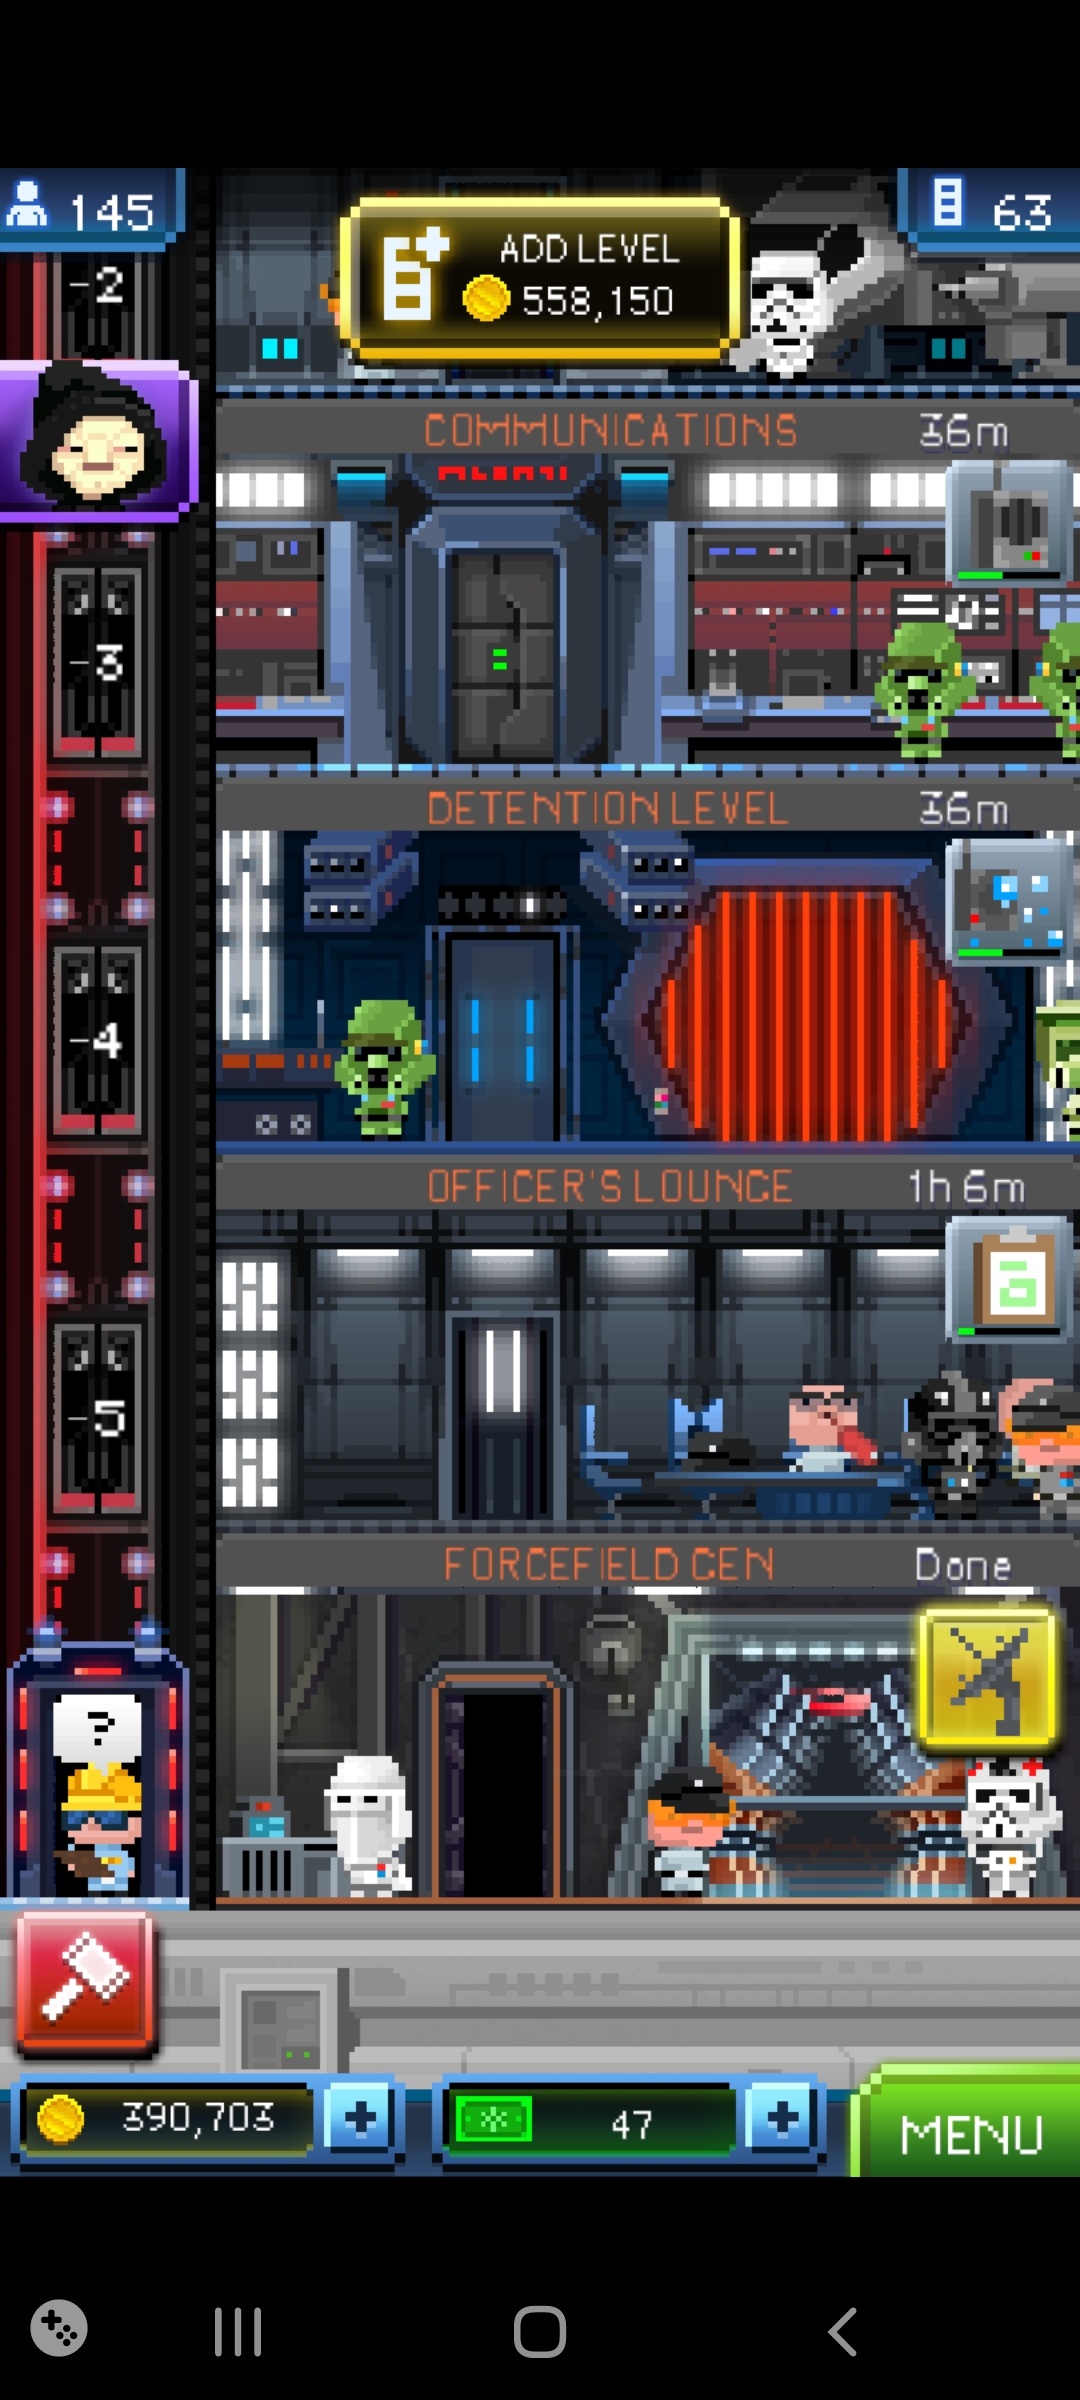 145
ADD LEVEL
558,150
63
-2
COMMUNICATIONS
36m
-3
DETENTION LEVEL
36m
-4
OFFICER'S LOUNGE
1h 6m
a
-5
FORCEFIELD GEN
Done
?
390,703
+
47
+
MENU